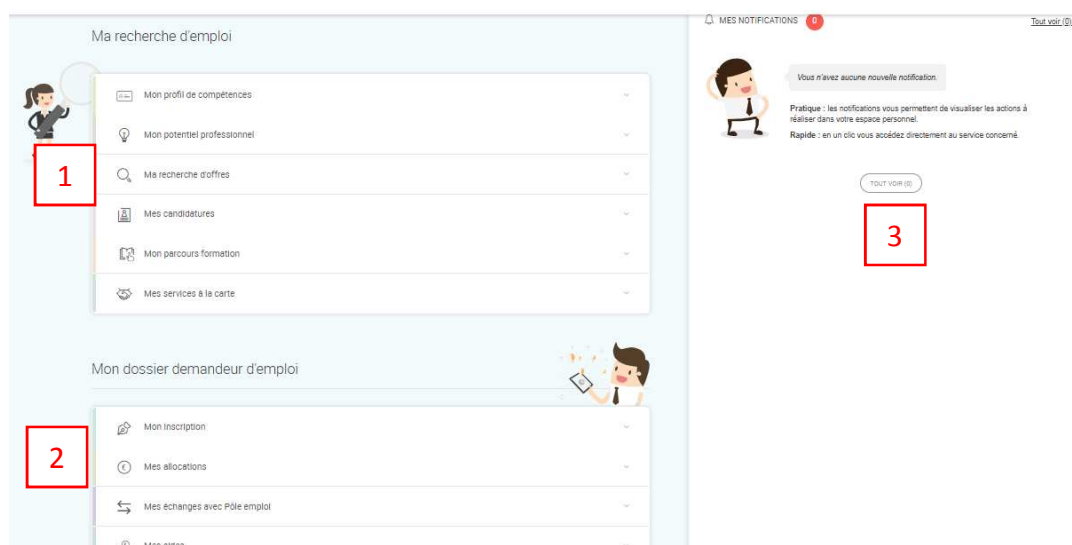 Ma recherche d'emploi
Mon profil de compétences
Mon potentiel professionnel
1
Ma recherche d'offres
Mes candidatures
Mon parcours formation
Mes services à la carte
Mon dossier demandeur d'emploi
Mon inscription
2
Mes allocations
Mes échanges avec Pôle emploi
Mes aides
MES NOTIFICATIONS 0
Tout voir (0)
Vous n'avez aucune nouvelle notification.
Pratique : les notifications vous permettent de visualiser les actions à
réaliser dans votre espace personnel.
Rapide : en un clic vous accédez directement au service concerné.
TOUT VOIR (0)
3